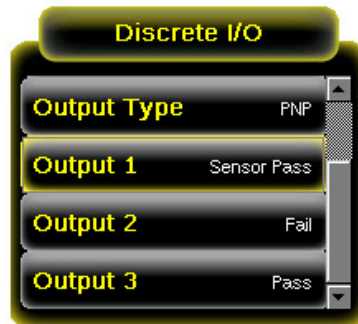 Discrete I/O
Output Type PNP
Output 1 Sensor Pass
Output 2 Fail
Output 3 Pass